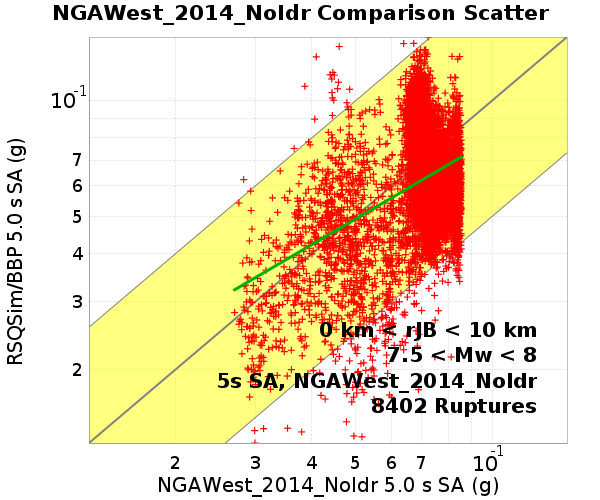 NGAWest_2014_NoIdr Comparison Scatter
RSQSim/BBP 5.0 s SA (g)
10-1
7
6
5
4
3
2
0 km < rJB < 10 km
7.5 < Mw < 8
5s SA, NGAWest_2014_NoIdr
8402 Ruptures
2 3 4 5 6 7 10-1
NGAWest_2014_NoIdr 5.0 s SA (g)